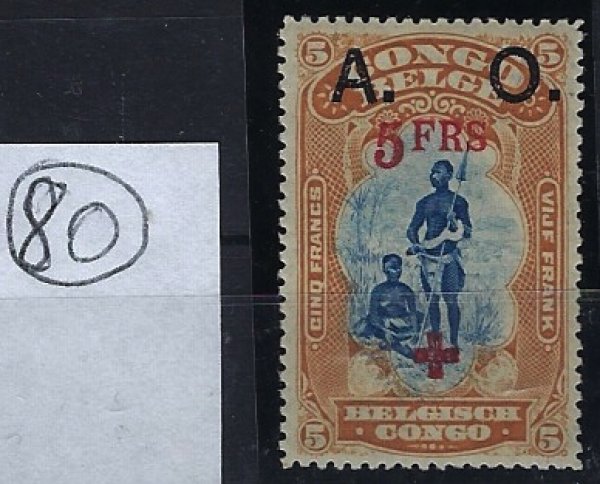 80
5 CONGO 5
BELGE
A. O.
5 FRS
CINQ FRANCS
VIJF FRANK
BELGISCH
5 CONGO 5